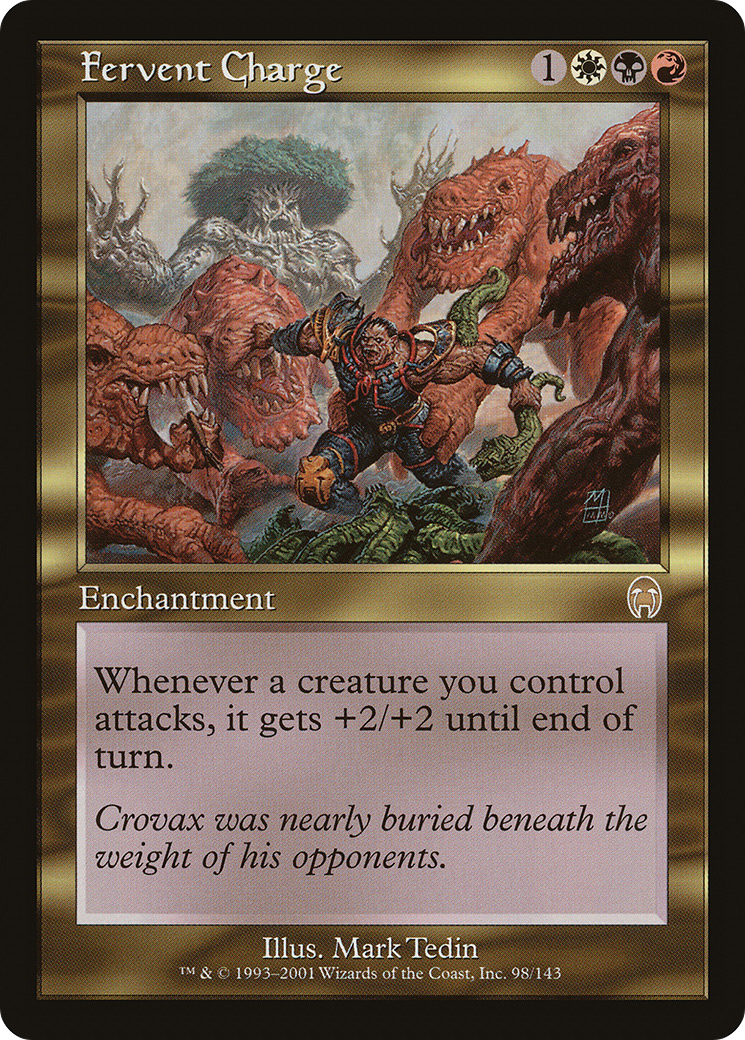 Fervent Charge 1
Enchantment
Whenever a creature you control
attacks, it gets +2/+2 until end of
turn.
Crovax was nearly buried beneath the
weight of his opponents.
Illus. Mark Tedin
™ & © 1993–2001 Wizards of the Coast, Inc. 98/143